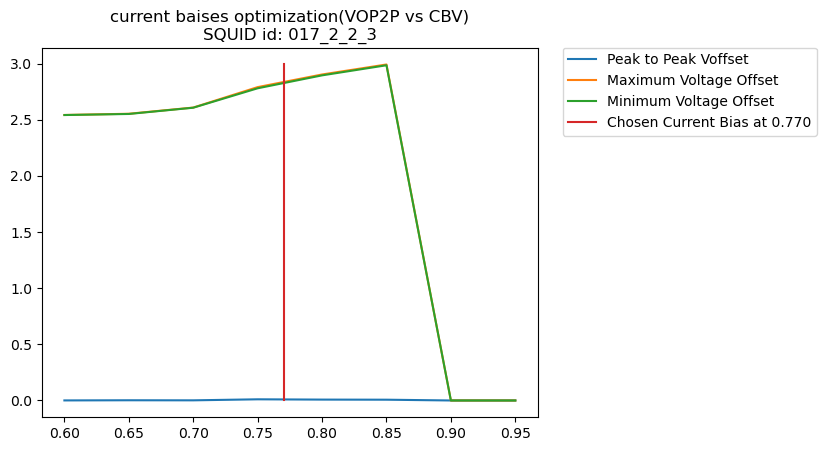 current baises optimization(VOP2P vs CBV)
SQUID id: 017_2_2_3
Peak to Peak Voffset
Maximum Voltage Offset
Minimum Voltage Offset
Chosen Current Bias at 0.770
3.0
2.5
2.0
1.5
1.0
0.5
0.0
0.60 0.65 0.70 0.75 0.80 0.85 0.90 0.95